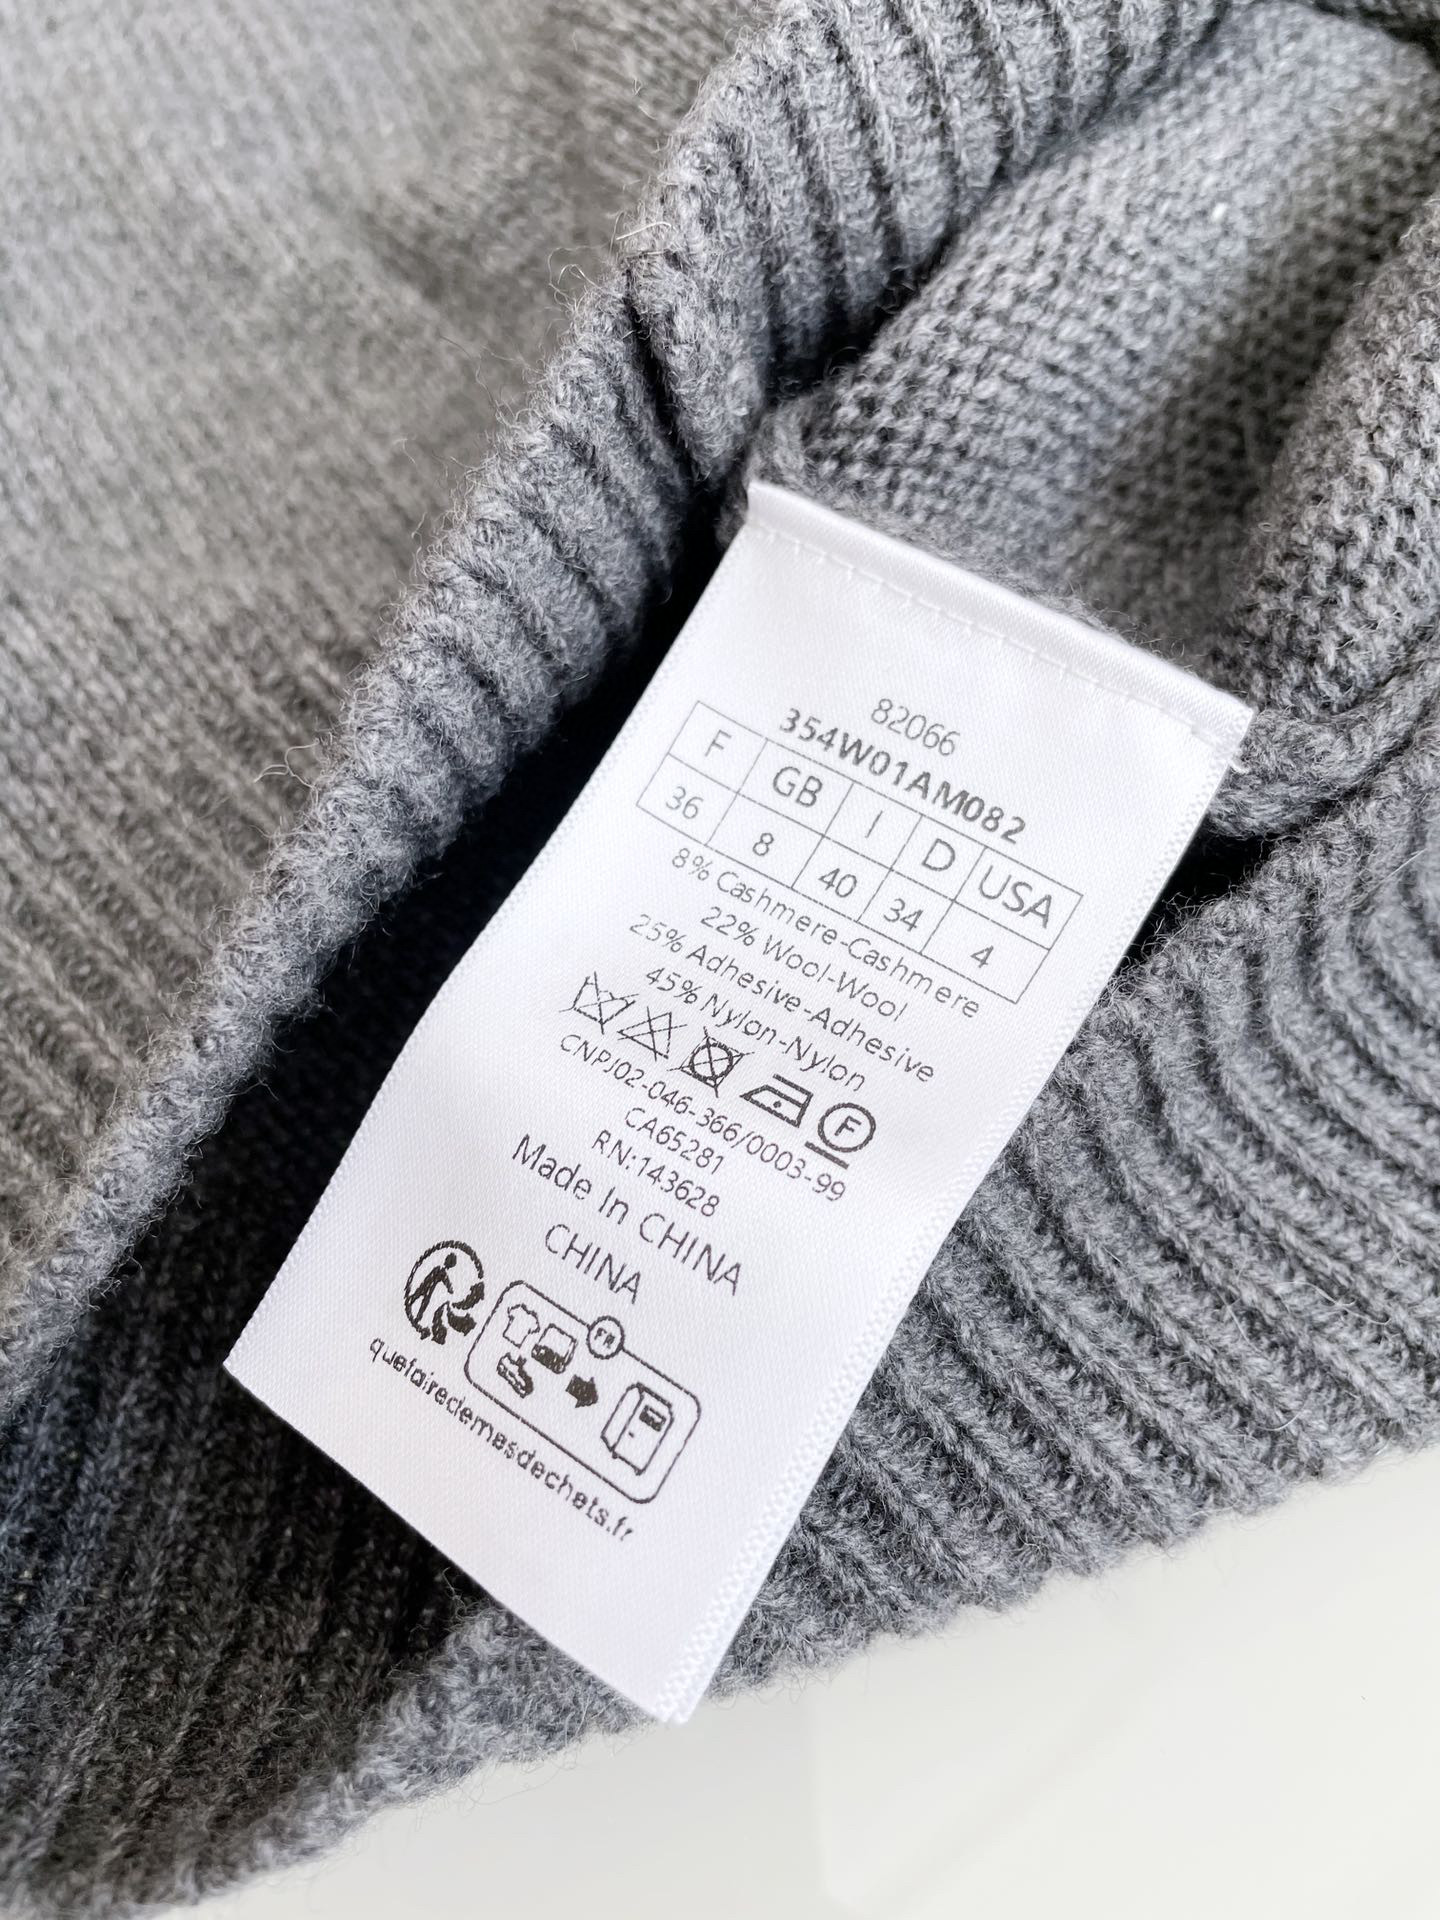 82066
354W01AM082
F GB I D USA
36 8 40 34 4
8% Cashmere-Cashmere
22% Wool-Wool
25% Adhesive-Adhesive
45% Nylon-Nylon
F
CNPJ02-046-366/0003-99
CA65281
RN:143628
Made In CHINA
CHINA
FR
quefairedemesdechets.fr